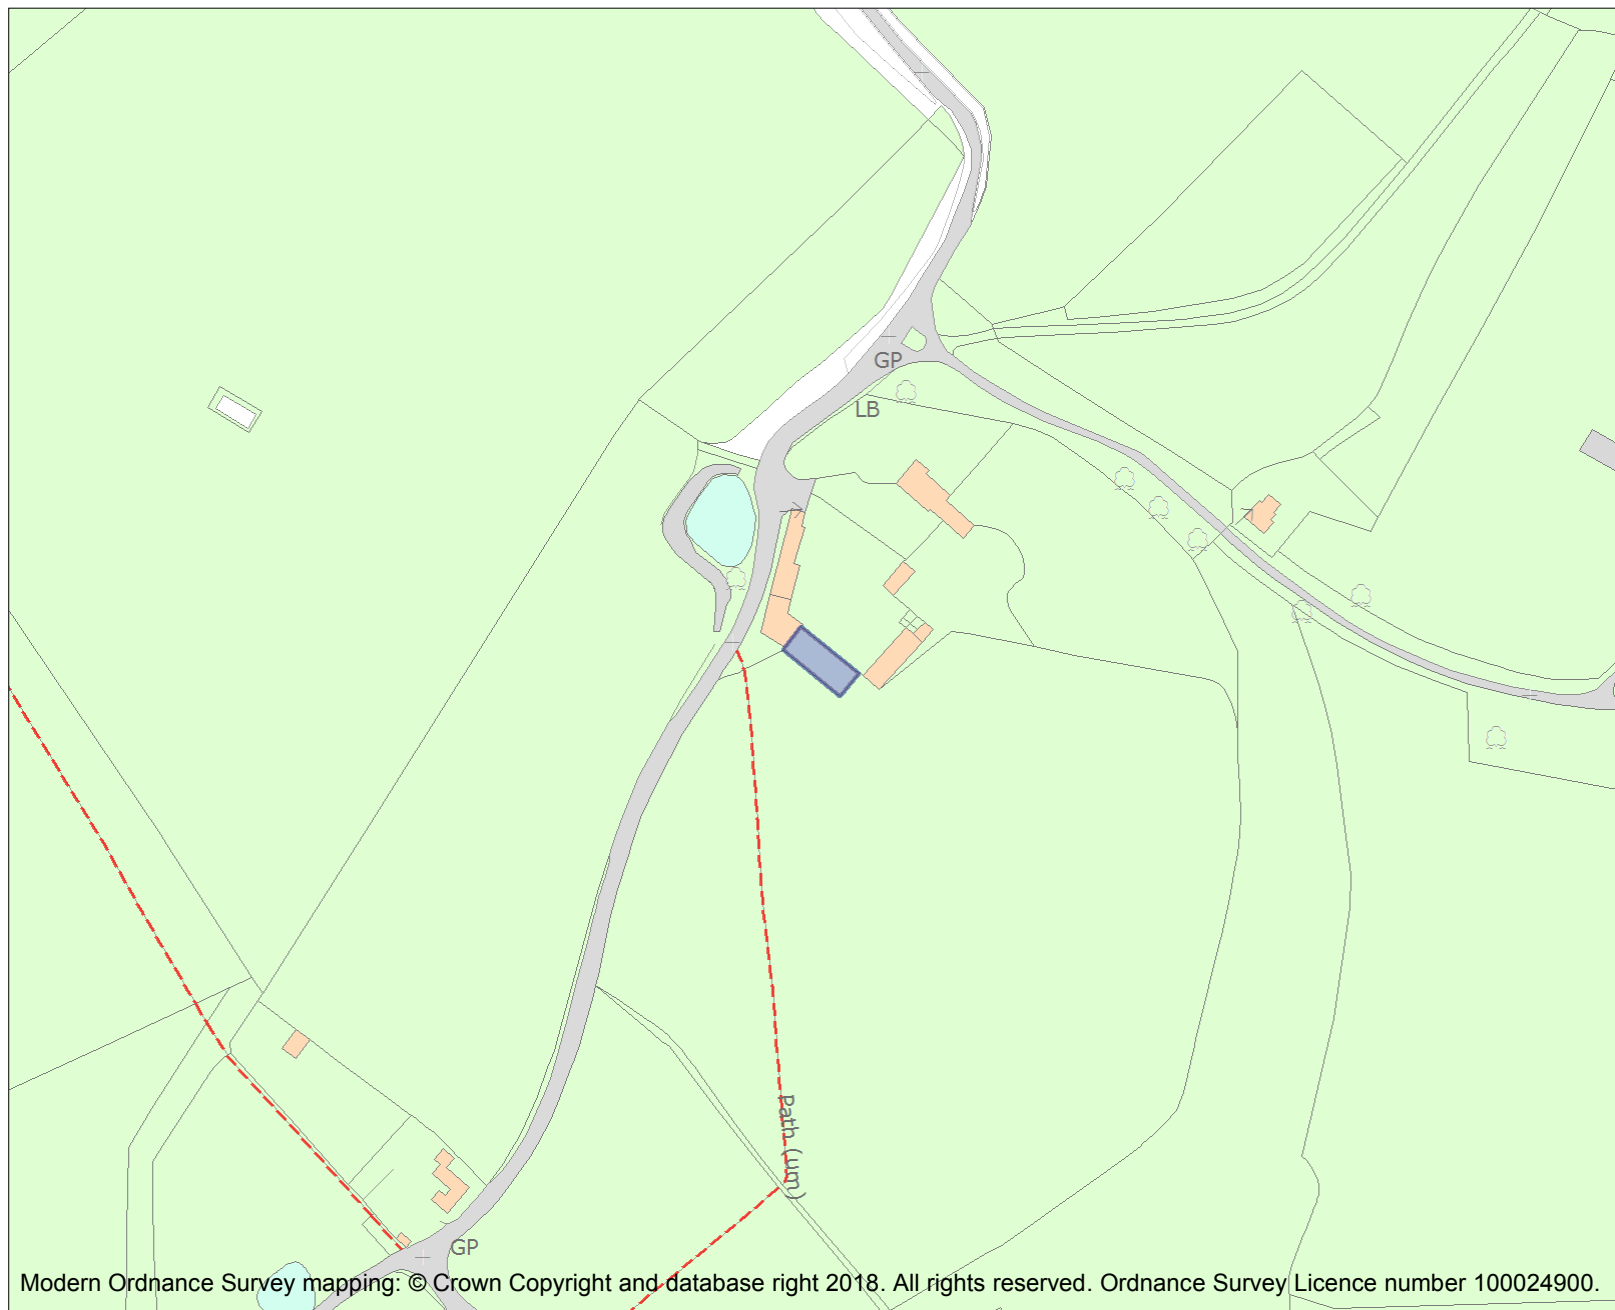 GP
LB
Path (um)
GP
Modern Ordnance Survey mapping: © Crown Copyright and database right 2018. All rights reserved. Ordnance Survey Licence number 100024900.